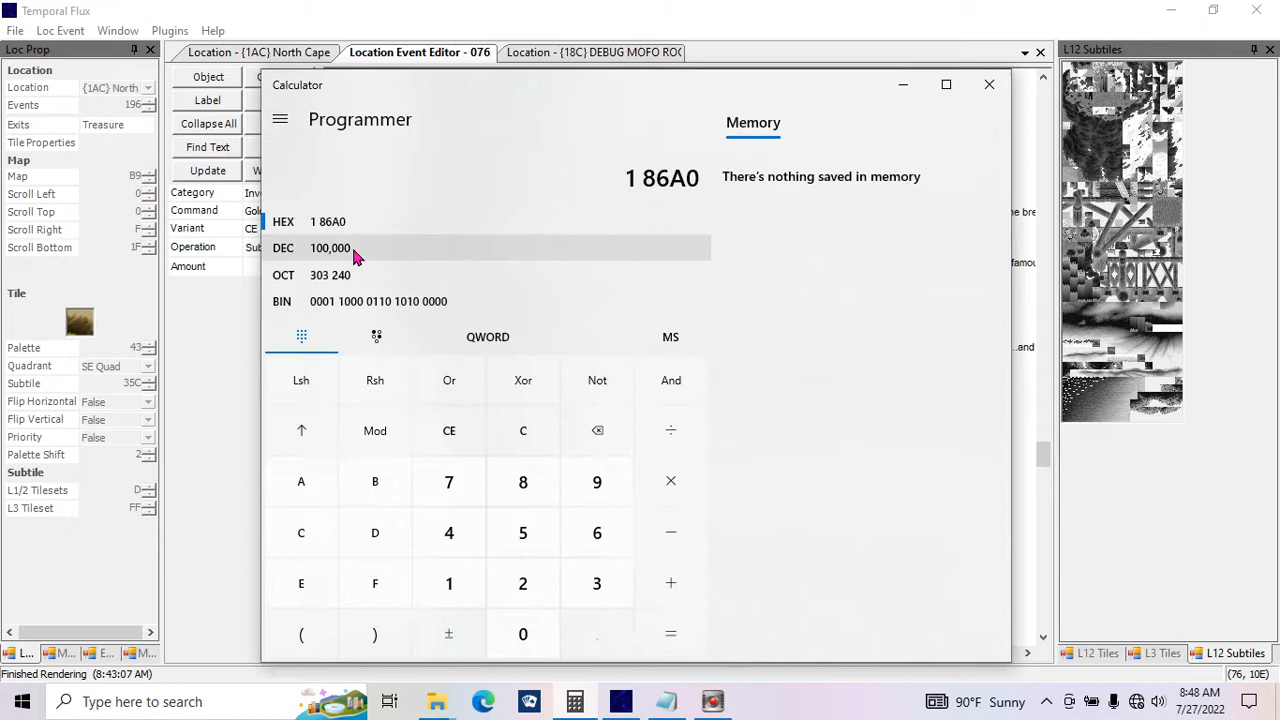 Temporal Flux
File Loc Event Window Plugins Help
Loc Prop
Location - {1AC} North Cape
Location Event Editor - 076
Location - {18C} DEBUG MOFO RO
L12 Subtiles
Location
Location {1AC} North
Events 196
Exits Treasure
Tile Properties
Map
Map B9
Scroll Left 0
Scroll Top 0
Scroll Right F
Scroll Bottom 1F
Tile
Palette 43
Quadrant SE Quad
Subtile 35C
Flip Horizontal False
Flip Vertical False
Priority False
Palette Shift 2
Subtile
L1/2 Tilesets D
L3 Tileset FF
Object
Label
Collapse All
Find Text
Update
Category
Command
Variant CE
Operation
Amount
Calculator
Programmer
Memory
1 86A0
There's nothing saved in memory
HEX 1 86A0
DEC 100,000
OCT 303 240
BIN 0001 1000 0110 1010 0000
QWORD MS
Lsh Rsh Or Xor Not And
↑ Mod CE C ÷
A B 7 8 9 ×
C D 4 5 6 −
E F 1 2 3 +
( ) ± 0 . =
the bre
famou
...and
L... M... E... M...
L12 Tiles L3 Tiles L12 Subtiles
Finished Rendering (8:43:07 AM)
(76, 10E)
Type here to search
90°F Sunny
8:48 AM
7/27/2022